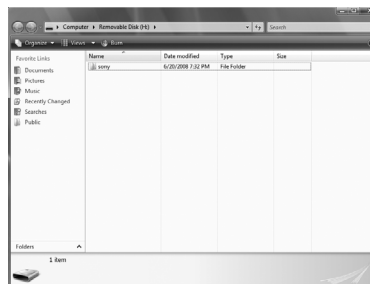 Computer ▸ Removable Disk (H:) ▸ Search
Organize Views Burn
Favorite Links
Documents
Pictures
Music
Recently Changed
Searches
Public
Folders
Name Date modified Type Size
sony 6/20/2008 7:32 PM File Folder
1 item